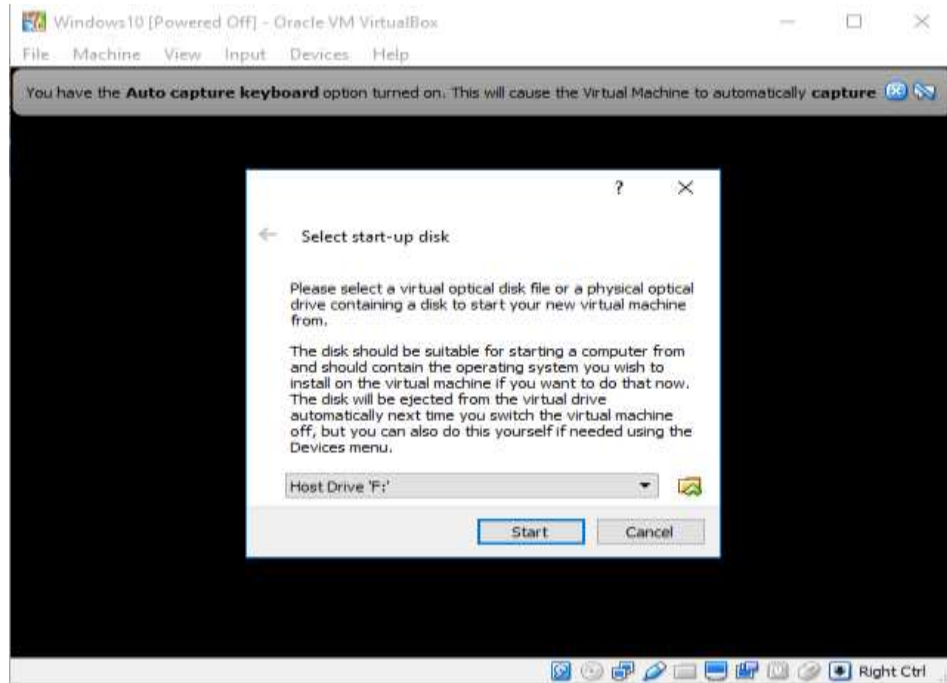 Windows10 [Powered Off] - Oracle VM VirtualBox
File Machine View Input Devices Help
You have the Auto capture keyboard option turned on. This will cause the Virtual Machine to automatically capture
?
Select start-up disk
Please select a virtual optical disk file or a physical optical
drive containing a disk to start your new virtual machine
from.
The disk should be suitable for starting a computer from
and should contain the operating system you wish to
install on the virtual machine if you want to do that now.
The disk will be ejected from the virtual drive
automatically next time you switch the virtual machine
off, but you can also do this yourself if needed using the
Devices menu.
Host Drive 'F:'
Start Cancel
Right Ctrl